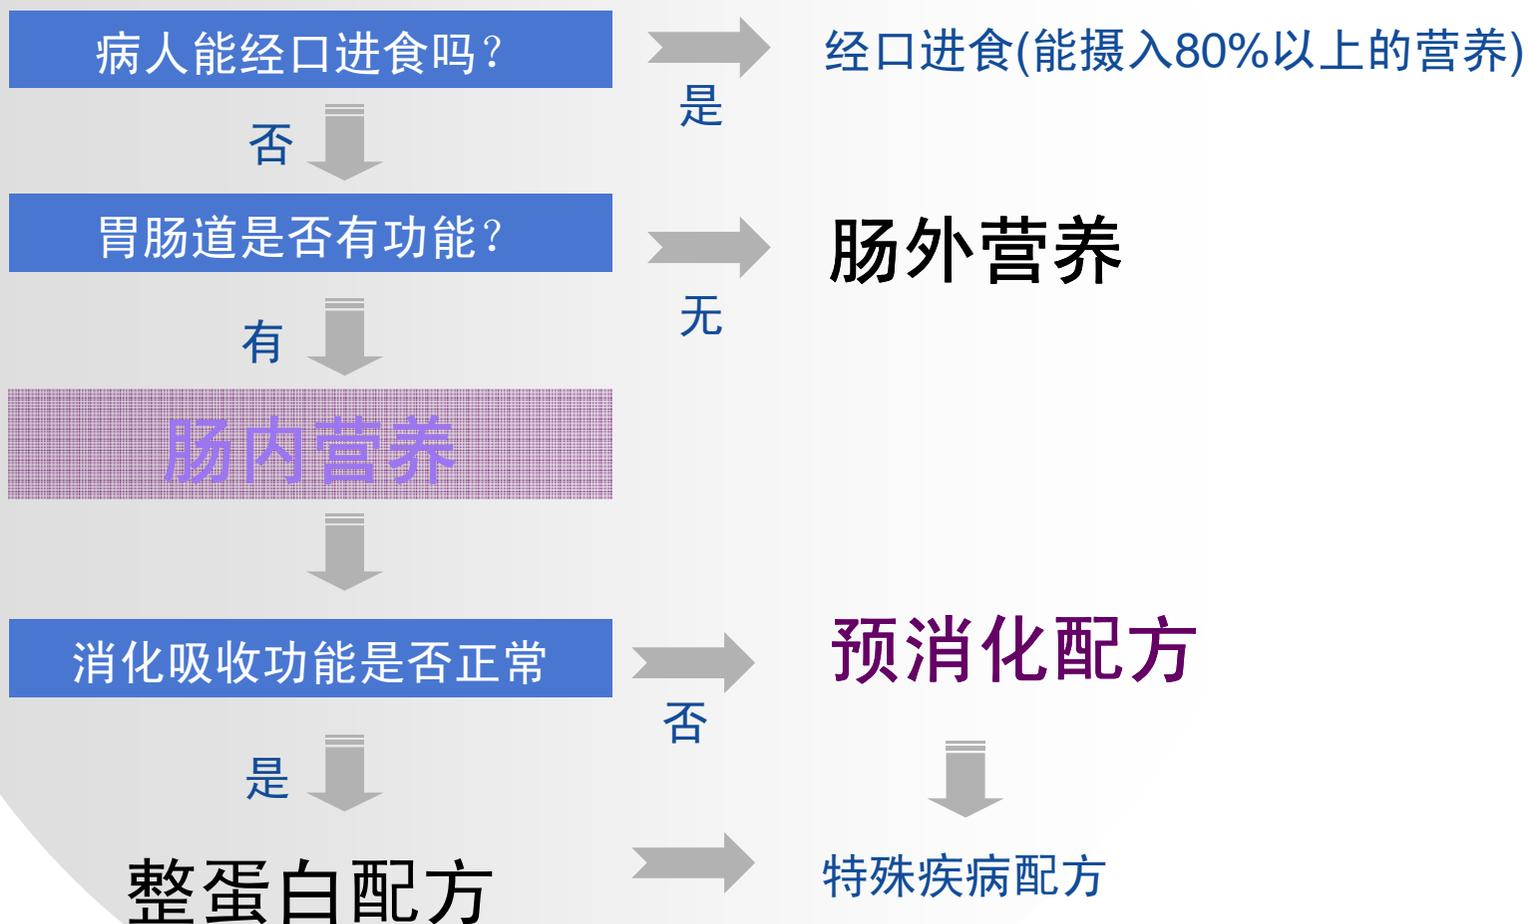 病人能经口进食吗？
经口进食(能摄入80%以上的营养)
是
否
胃肠道是否有功能？
肠外营养
无
有
肠内营养
消化吸收功能是否正常
预消化配方
否
是
整蛋白配方
特殊疾病配方